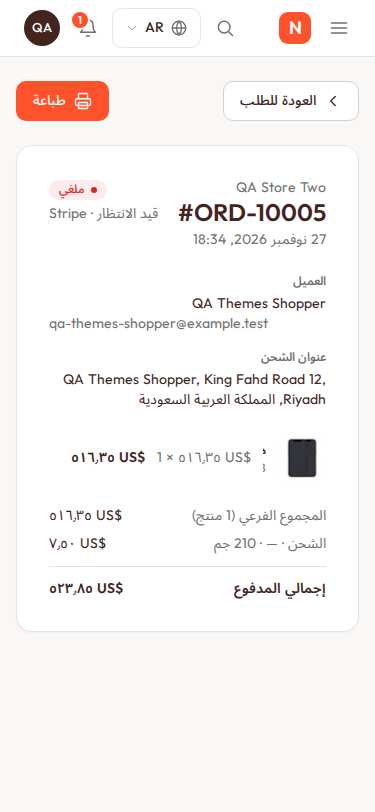 N
AR
1
QA
العودة للطلب
طباعة
QA Store Two
ملغي
#ORD-10005
قيد الانتظار · Stripe
27 نوفمبر 2026, 18:34
العميل
QA Themes Shopper
qa-themes-shopper@example.test
عنوان الشحن
QA Themes Shopper, King Fahd Road 12,
Riyadh, المملكة العربية السعودية
1 × ٥١٦٫٣٥ US$
٥١٦٫٣٥ US$
المجموع الفرعي (1 منتج)
٥١٦٫٣٥ US$
الشحن · — · 210 جم
٧٫٥٠ US$
إجمالي المدفوع
٥٢٣٫٨٥ US$